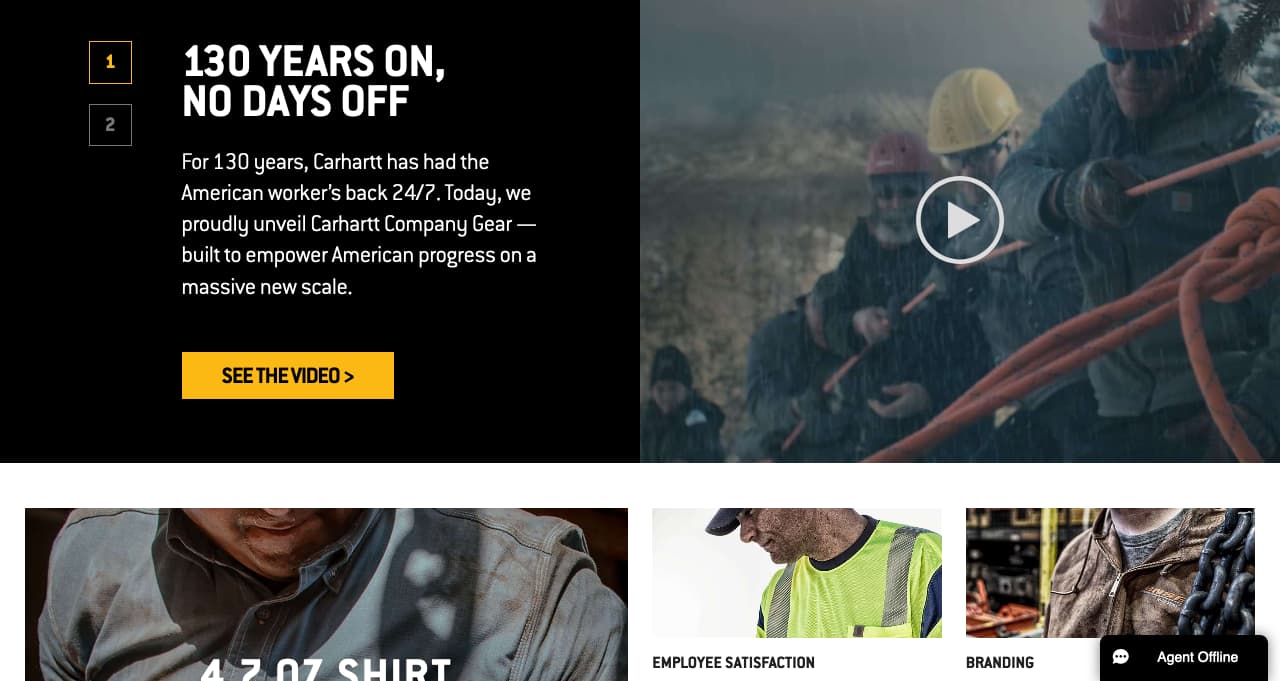 1
2
130 YEARS ON,
NO DAYS OFF
For 130 years, Carhartt has had the
American worker's back 24/7. Today, we
proudly unveil Carhartt Company Gear —
built to empower American progress on a
massive new scale.
SEE THE VIDEO >
4.7 OZ SHIRT
EMPLOYEE SATISFACTION
BRANDING
Agent Offline